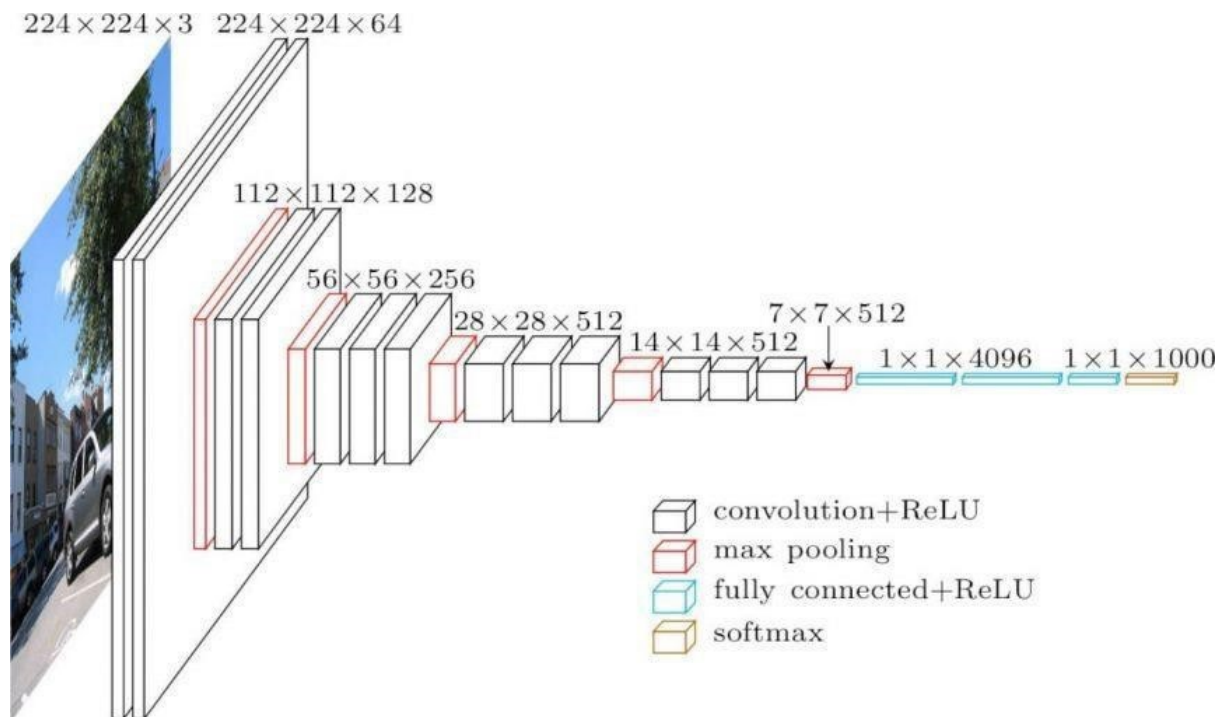 224 × 224 × 3
224 × 224 × 64
112 × 112 × 128
56 × 56 × 256
28 × 28 × 512
14 × 14 × 512
7 × 7 × 512
1 × 1 × 4096
1 × 1 × 1000
convolution+ReLU
max pooling
fully connected+ReLU
softmax